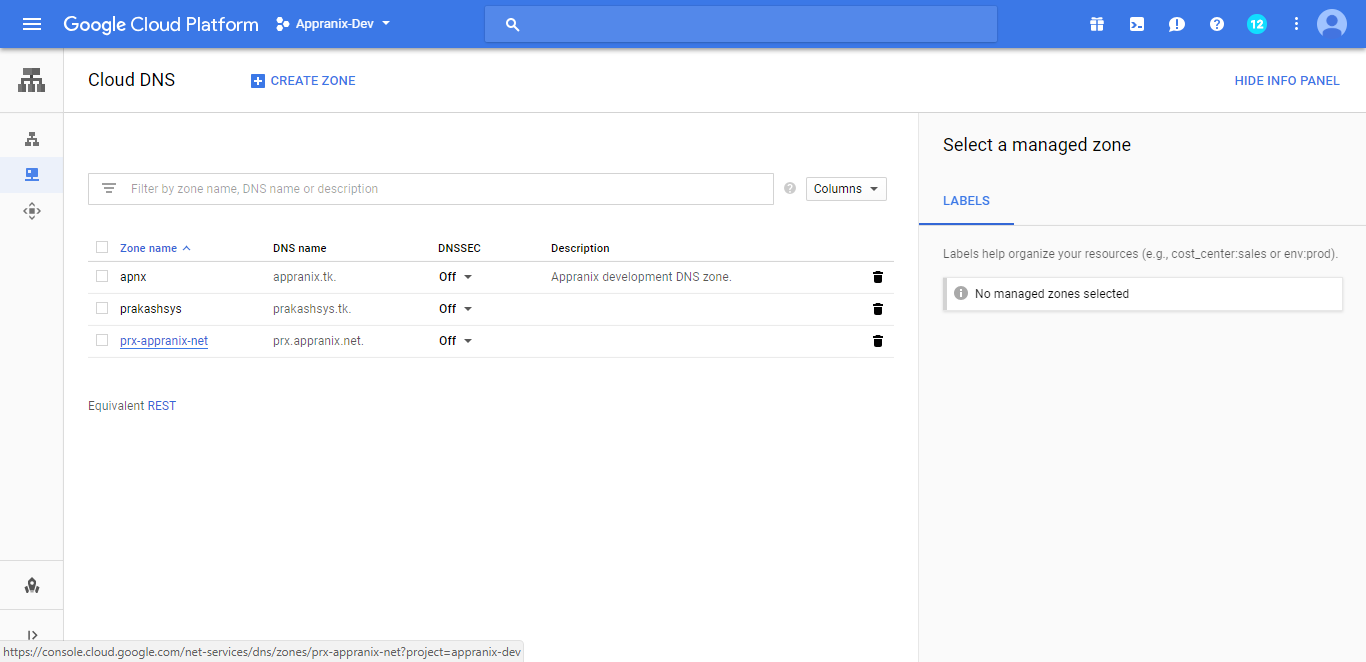 Google Cloud Platform
Appranix-Dev
12
Cloud DNS
CREATE ZONE
HIDE INFO PANEL
Filter by zone name, DNS name or description
Columns
Zone name DNS name DNSSEC Description
apnx appranix.tk. Off Appranix development DNS zone.
prakashsys prakashsys.tk. Off
prx-appranix-net prx.appranix.net. Off
Equivalent REST
Select a managed zone
LABELS
Labels help organize your resources (e.g., cost_center:sales or env:prod).
No managed zones selected
https://console.cloud.google.com/net-services/dns/zones/prx-appranix-net?project=appranix-dev